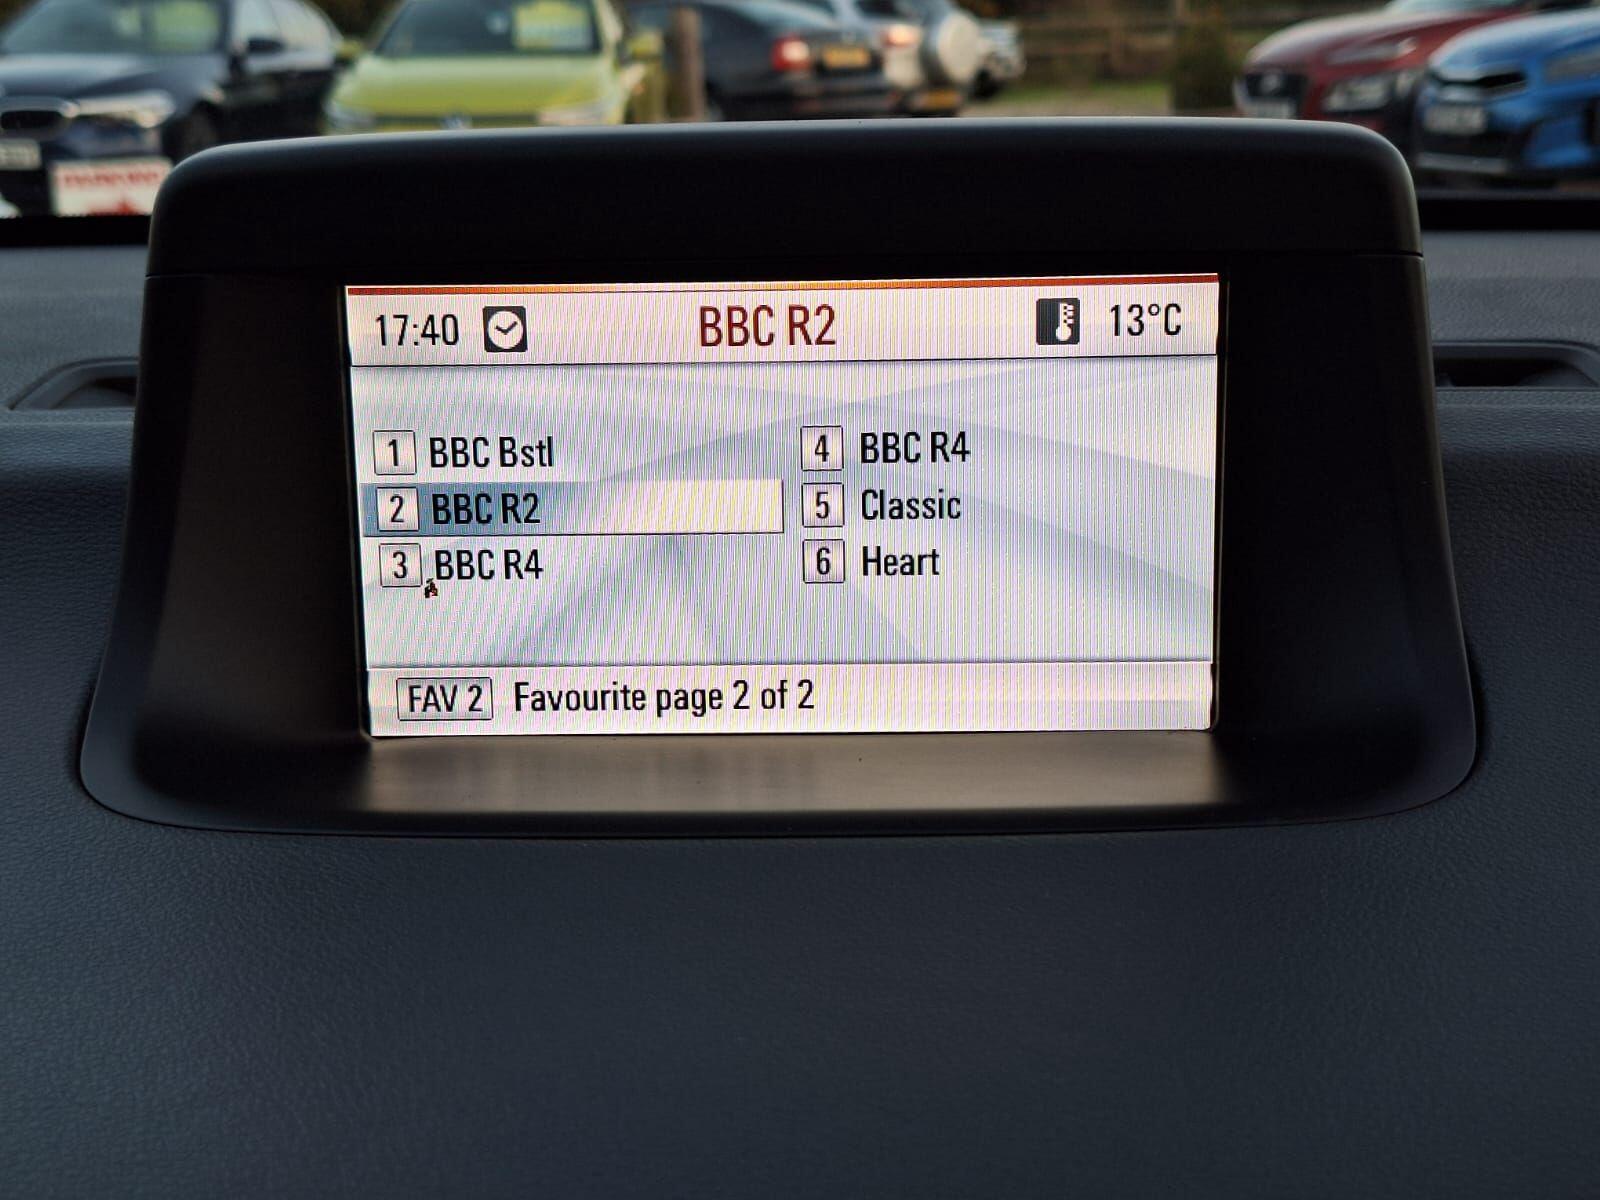 17:40 BBC R2 13°C
1 BBC Bstl
2 BBC R2
3 BBC R4
4 BBC R4
5 Classic
6 Heart
FAV 2 Favourite page 2 of 2